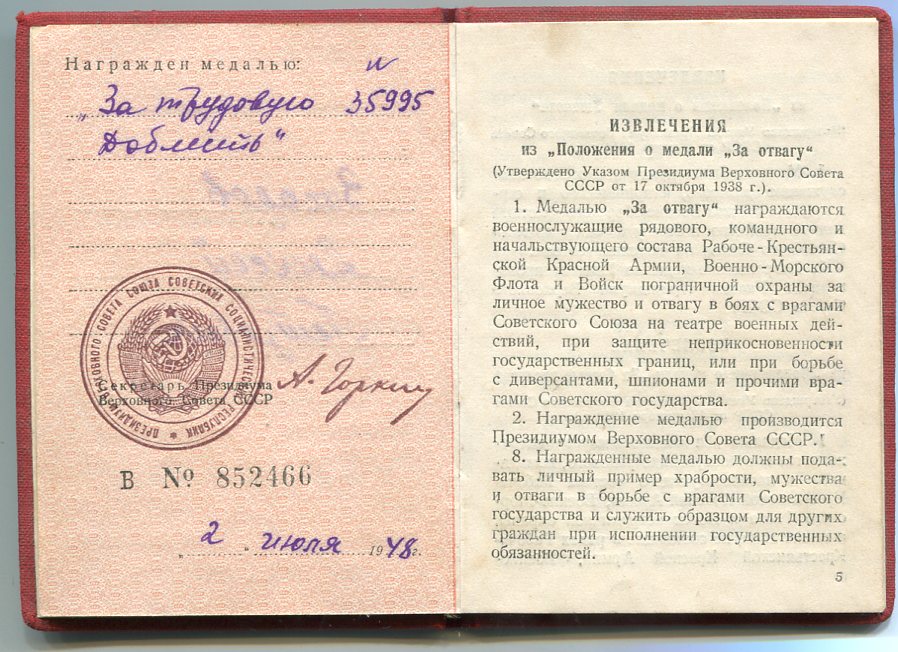 Награжден медалью: №
„За трудовую 35995
Доблесть"
ПРЕЗИДИУМ ВЕРХОВНОГО СОВЕТА СОЮЗА СОВЕТСКИХ СОЦИАЛИСТИЧЕСКИХ РЕСПУБЛИК
Секретарь Президиума
Верховного Совета СССР
А. Горкин
В № 852466
„2" июля 1948 г.
ИЗВЛЕЧЕНИЯ
из „Положения о медали „За отвагу"
(Утверждено Указом Президиума Верховного Совета
СССР от 17 октября 1938 г.).
1. Медалью „За отвагу" награждаются
военнослужащие рядового, командного и
начальствующего состава Рабоче-Крестьян-
ской Красной Армии, Военно-Морского
Флота и Войск пограничной охраны за
личное мужество и отвагу в боях с врагами
Советского Союза на театре военных дей-
ствий, при защите неприкосновенности
государственных границ, или при борьбе
с диверсантами, шпионами и прочими вра-
гами Советского государства.
2. Награждение медалью производится
Президиумом Верховного Совета СССР.
8. Награжденные медалью должны пода-
вать личный пример храбрости, мужества
и отваги в борьбе с врагами Советского
государства и служить образцом для других
граждан при исполнении государственных
обязанностей.
5